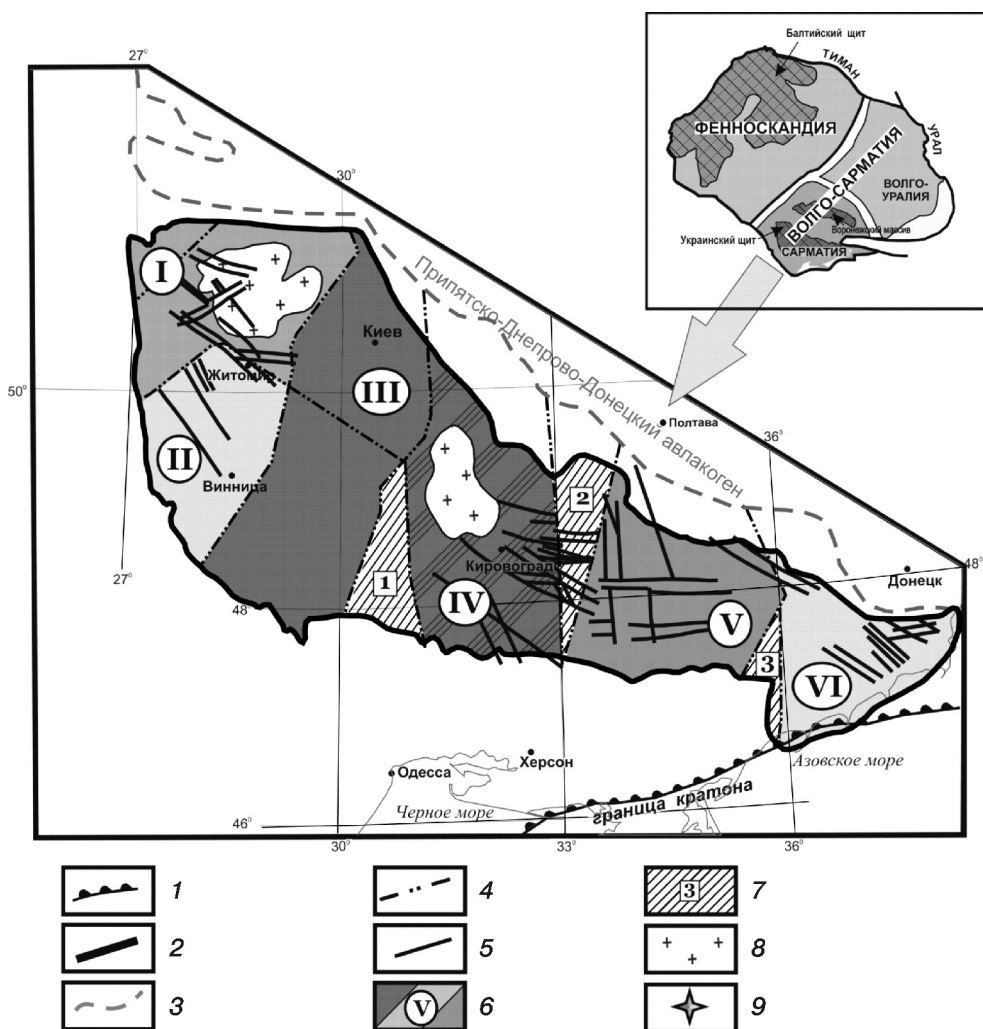 27°
30°
Балтийский щит
ТИМАН
ФЕННОСКАНДИЯ
УРАЛ
ВОЛГО-САРМАТИЯ
ВОЛГО-
УРАЛИЯ
Украинский щит
Воронежский массив
САРМАТИЯ
Припятско-Днепрово-Донецкий авлакоген
I
Киев
Житомир
50°
III
Полтава
36°
II
Винница
2
Кировоград
27°
1
48°
IV
V
48°
Донецк
3
VI
Одесса
Херсон
Азовское море
Черное море
граница кратона
46°
30°
33°
36°
1
4
3
7
2
5
8
3
V
6
9